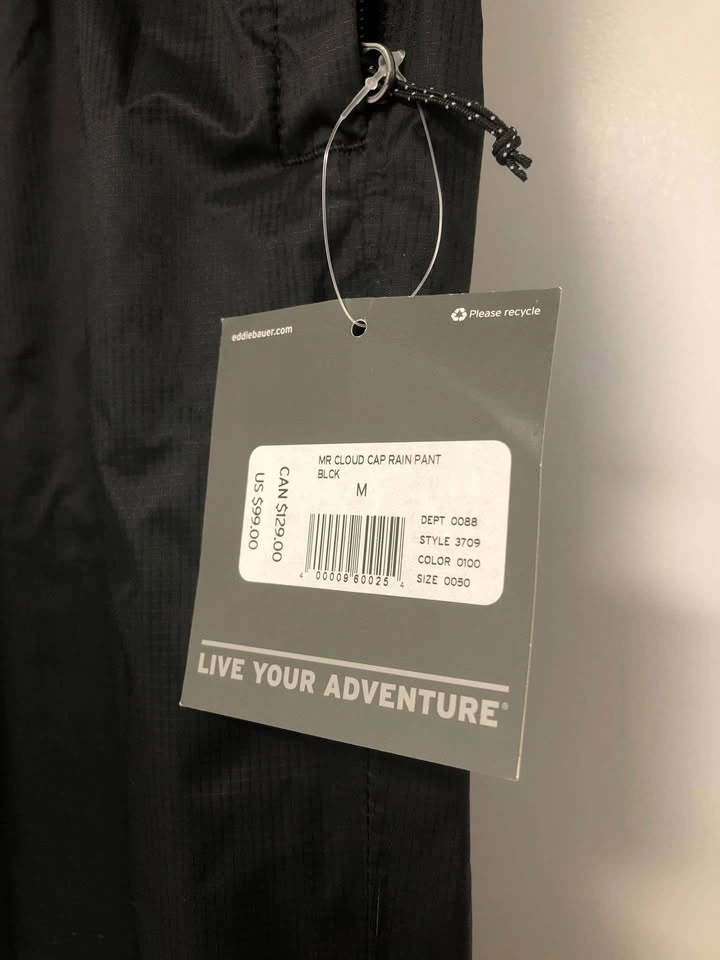 eddiebauer.com
Please recycle
MR CLOUD CAP RAIN PANT
BLCK
M
CAN $129.00
US $99.00
DEPT 0088
STYLE 3709
COLOR 0100
SIZE 0050
4 00009 60025 4
LIVE YOUR ADVENTURE®